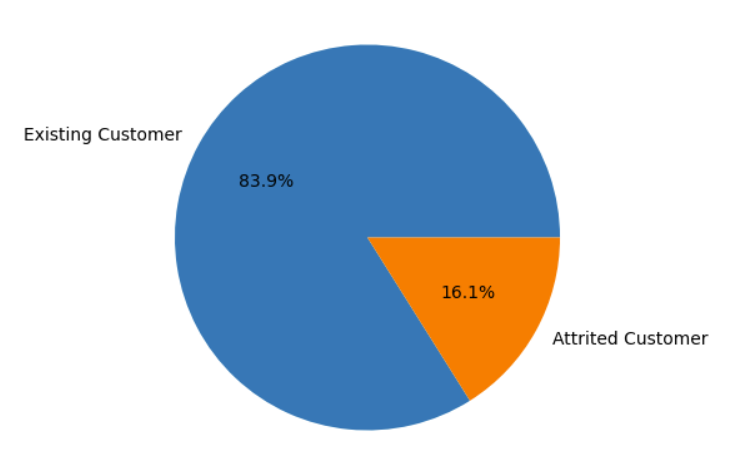 Existing Customer
83.9%
16.1%
Attrited Customer